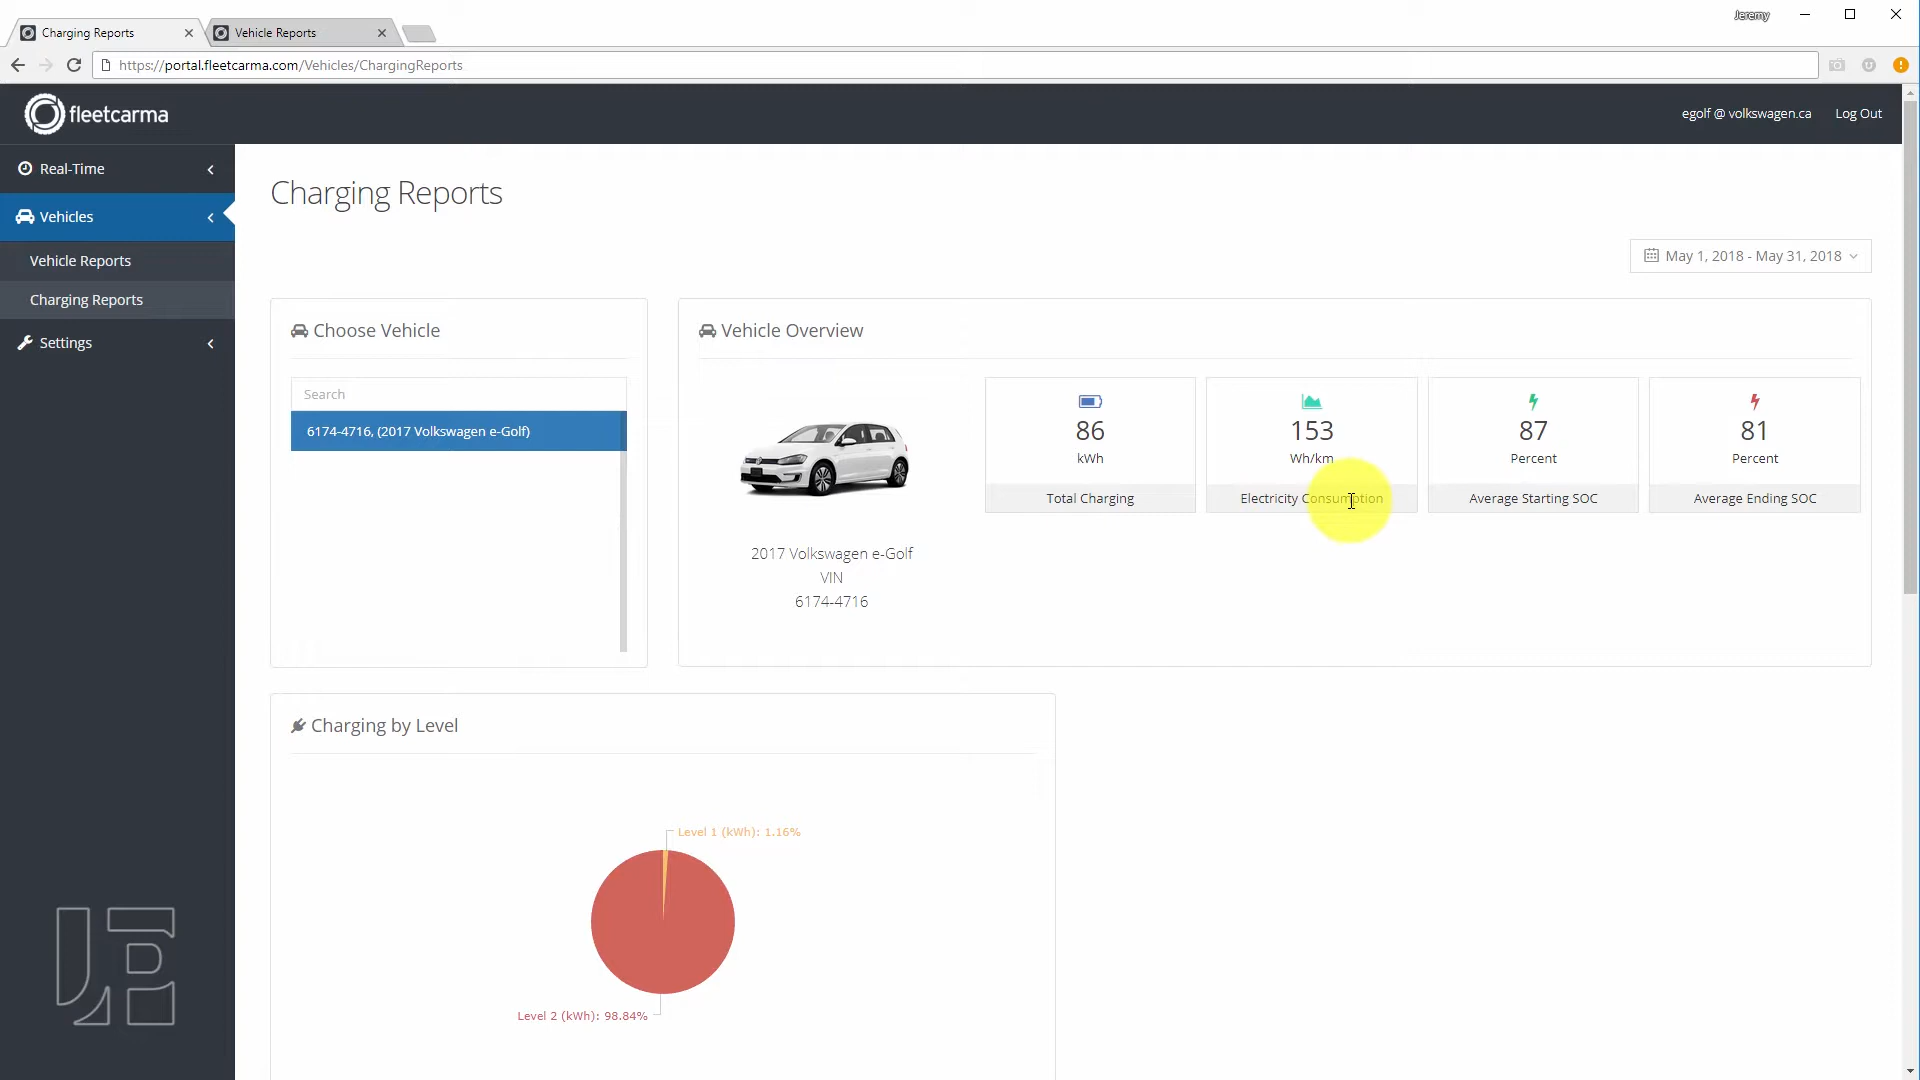 Jeremy
Charging Reports
Vehicle Reports
https://portal.fleetcarma.com/Vehicles/ChargingReports
fleetcarma
egolf @ volkswagen.ca
Log Out
Real-Time
Vehicles
Vehicle Reports
Charging Reports
Settings
Charging Reports
May 1, 2018 - May 31, 2018
Choose Vehicle
Search
6174-4716, (2017 Volkswagen e-Golf)
Vehicle Overview
2017 Volkswagen e-Golf
VIN
6174-4716
86
kWh
Total Charging
153
Wh/km
Electricity Consumption
87
Percent
Average Starting SOC
81
Percent
Average Ending SOC
Charging by Level
Level 1 (kWh): 1.16%
Level 2 (kWh): 98.84%
JE